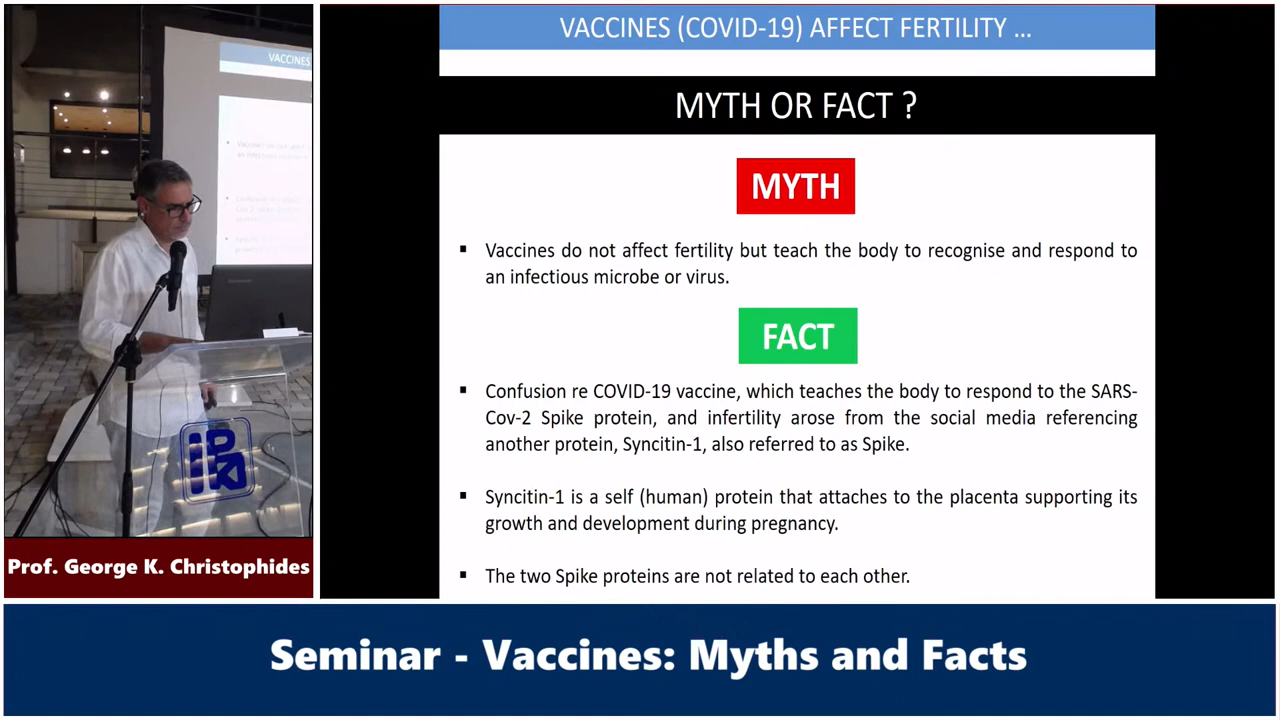 VACCINES (COVID-19) AFFECT FERTILITY ...
MYTH OR FACT ?
MYTH
▪ Vaccines do not affect fertility but teach the body to recognise and respond to
an infectious microbe or virus.
FACT
▪ Confusion re COVID-19 vaccine, which teaches the body to respond to the SARS-
Cov-2 Spike protein, and infertility arose from the social media referencing
another protein, Syncitin-1, also referred to as Spike.
▪ Syncitin-1 is a self (human) protein that attaches to the placenta supporting its
growth and development during pregnancy.
▪ The two Spike proteins are not related to each other.
VACCINES
Prof. George K. Christophides
Seminar - Vaccines: Myths and Facts